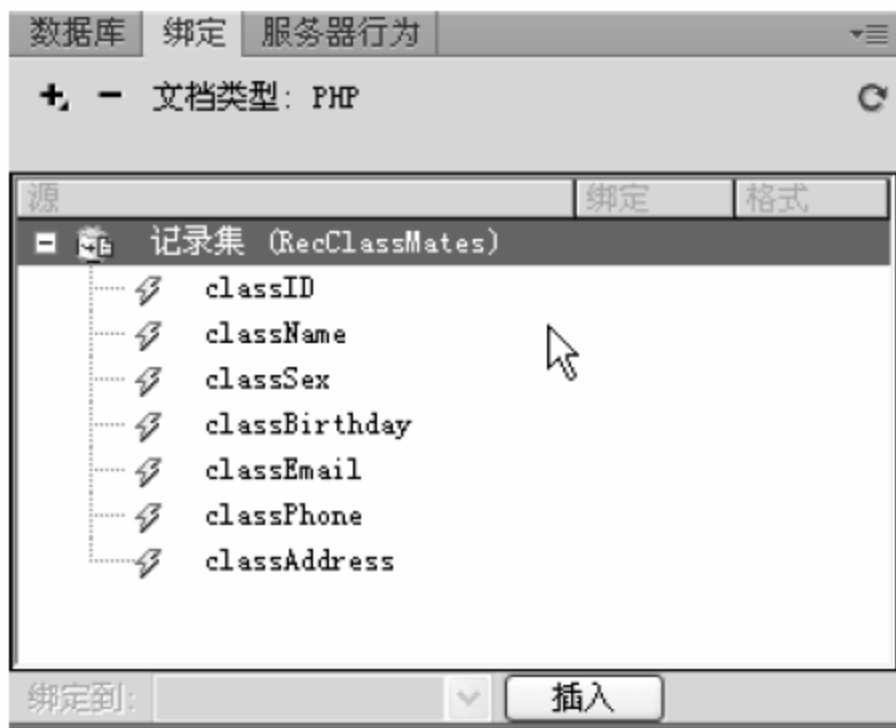 数据库 绑定 服务器行为
文档类型: PHP
源 绑定 格式
记录集 (RecClassMates)
classID
className
classSex
classBirthday
classEmail
classPhone
classAddress
绑定到: 插入